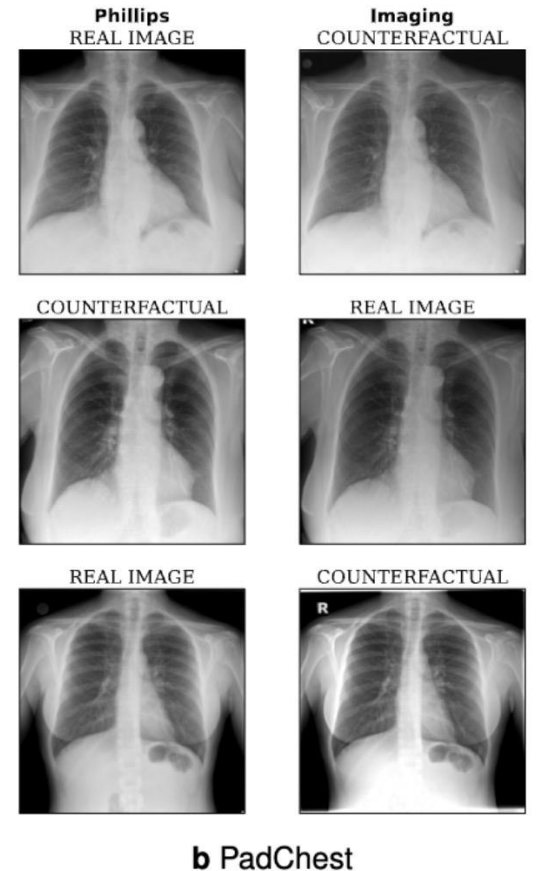 Phillips Imaging
REAL IMAGE COUNTERFACTUAL
COUNTERFACTUAL REAL IMAGE
REAL IMAGE COUNTERFACTUAL
R
b PadChest